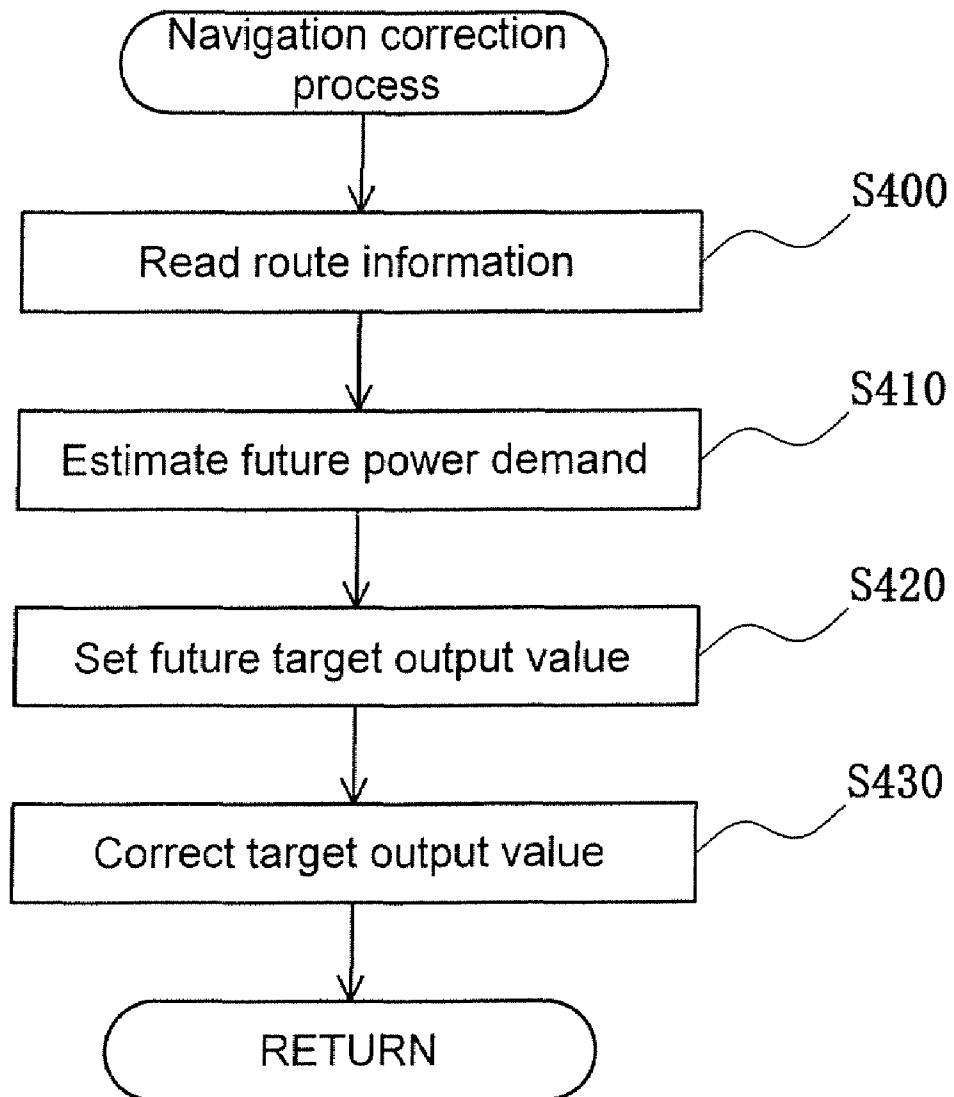 Navigation correction
process
S400
Read route information
S410
Estimate future power demand
S420
Set future target output value
S430
Correct target output value
RETURN